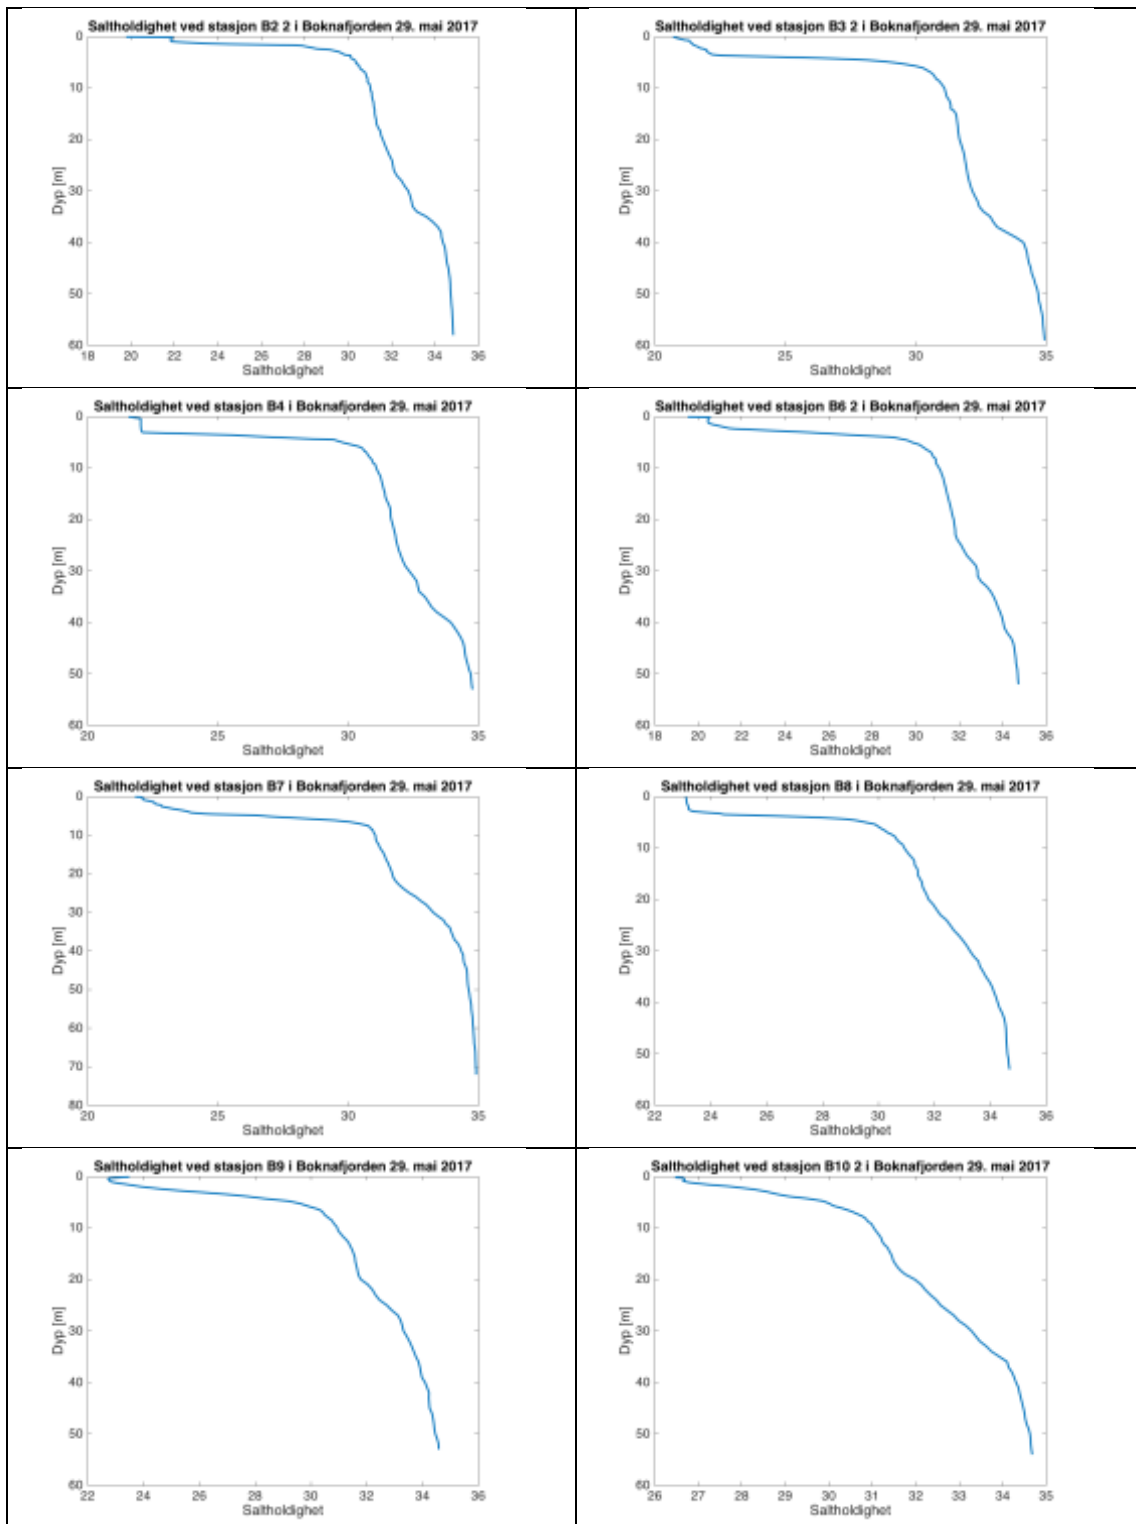 Saltholdighet ved stasjon B2 2 i Boknafjorden 29. mai 2017
0
10
20
30
40
50
60
Dyp [m]
18 20 22 24 26 28 30 32 34 36
Saltholdighet
Saltholdighet ved stasjon B3 2 i Boknafjorden 29. mai 2017
0
10
20
30
40
50
60
Dyp [m]
20 25 30 35
Saltholdighet
Saltholdighet ved stasjon B4 i Boknafjorden 29. mai 2017
0
10
20
30
40
50
60
Dyp [m]
20 25 30 35
Saltholdighet
Saltholdighet ved stasjon B6 2 i Boknafjorden 29. mai 2017
0
10
20
30
40
50
60
Dyp [m]
18 20 22 24 26 28 30 32 34 36
Saltholdighet
Saltholdighet ved stasjon B7 i Boknafjorden 29. mai 2017
0
10
20
30
40
50
60
70
80
Dyp [m]
20 25 30 35
Saltholdighet
Saltholdighet ved stasjon B8 i Boknafjorden 29. mai 2017
0
10
20
30
40
50
60
Dyp [m]
22 24 26 28 30 32 34 36
Saltholdighet
Saltholdighet ved stasjon B9 i Boknafjorden 29. mai 2017
0
10
20
30
40
50
60
Dyp [m]
22 24 26 28 30 32 34 36
Saltholdighet
Saltholdighet ved stasjon B10 2 i Boknafjorden 29. mai 2017
0
10
20
30
40
50
60
Dyp [m]
26 27 28 29 30 31 32 33 34 35
Saltholdighet